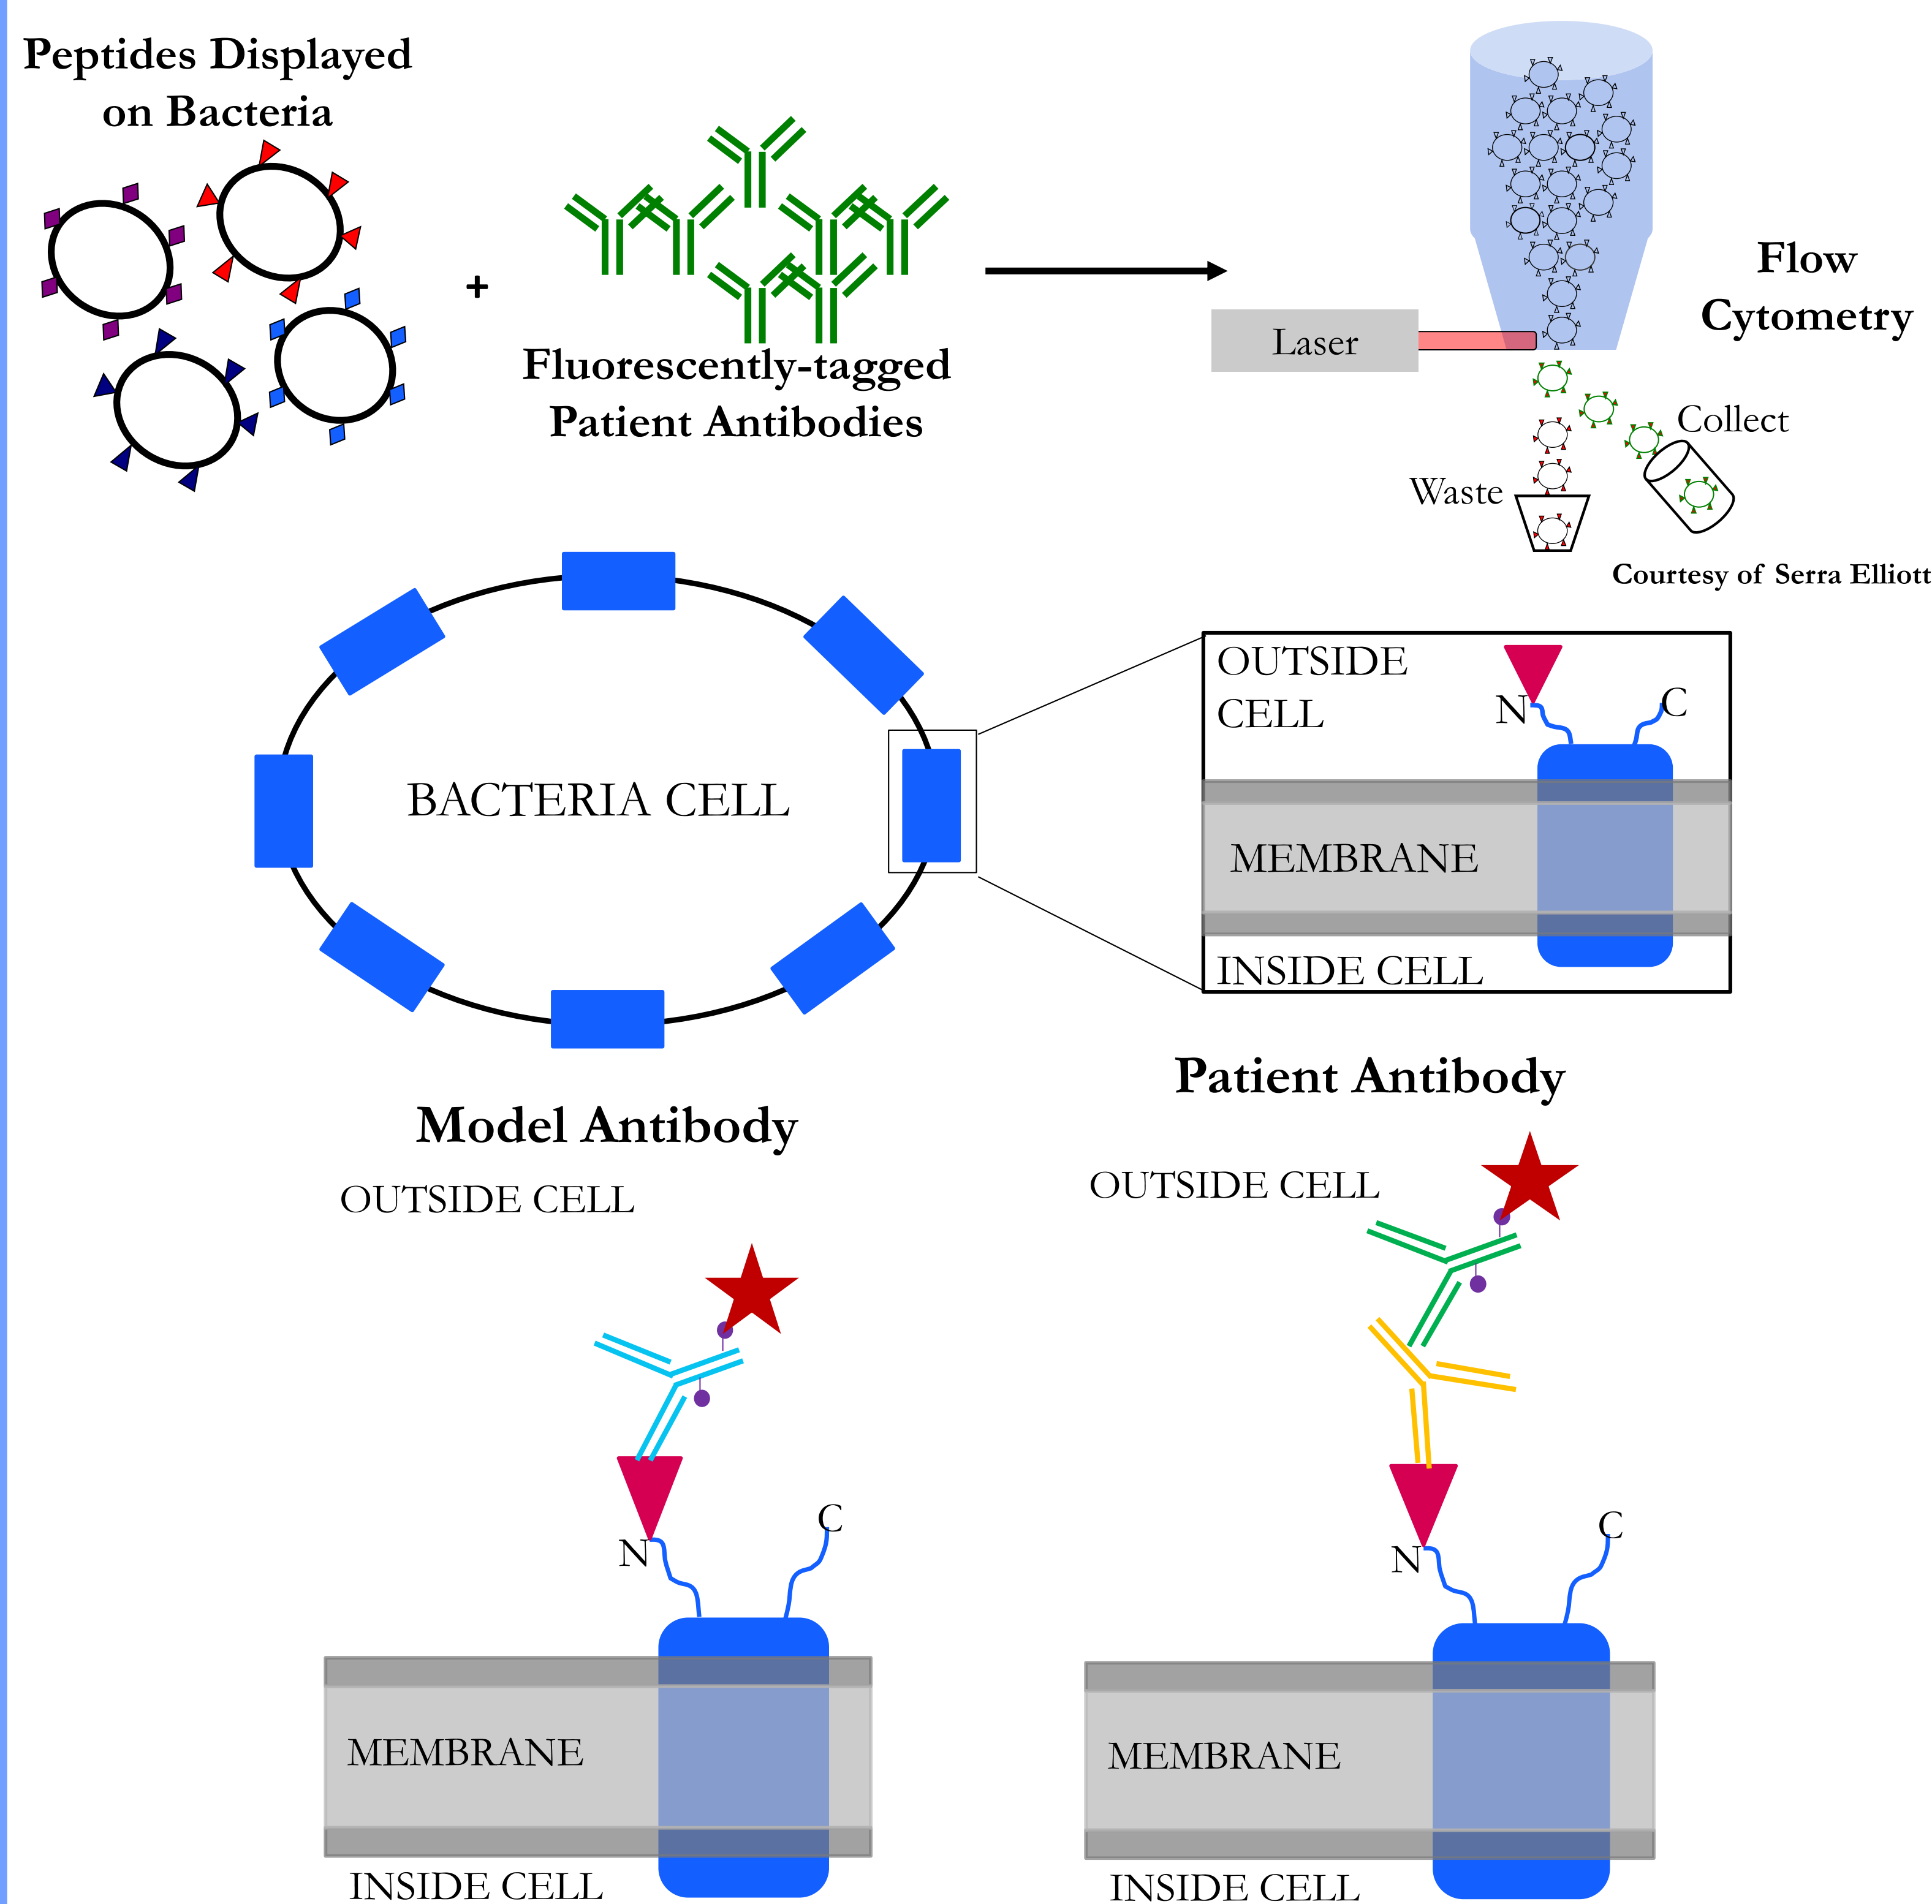 Peptides Displayed
on Bacteria
+
Fluorescently-tagged
Patient Antibodies
Laser
Flow
Cytometry
Collect
Waste
Courtesy of Serra Elliott
BACTERIA CELL
OUTSIDE
CELL
N
C
MEMBRANE
INSIDE CELL
Model Antibody
OUTSIDE CELL
N
C
MEMBRANE
INSIDE CELL
Patient Antibody
OUTSIDE CELL
N
C
MEMBRANE
INSIDE CELL